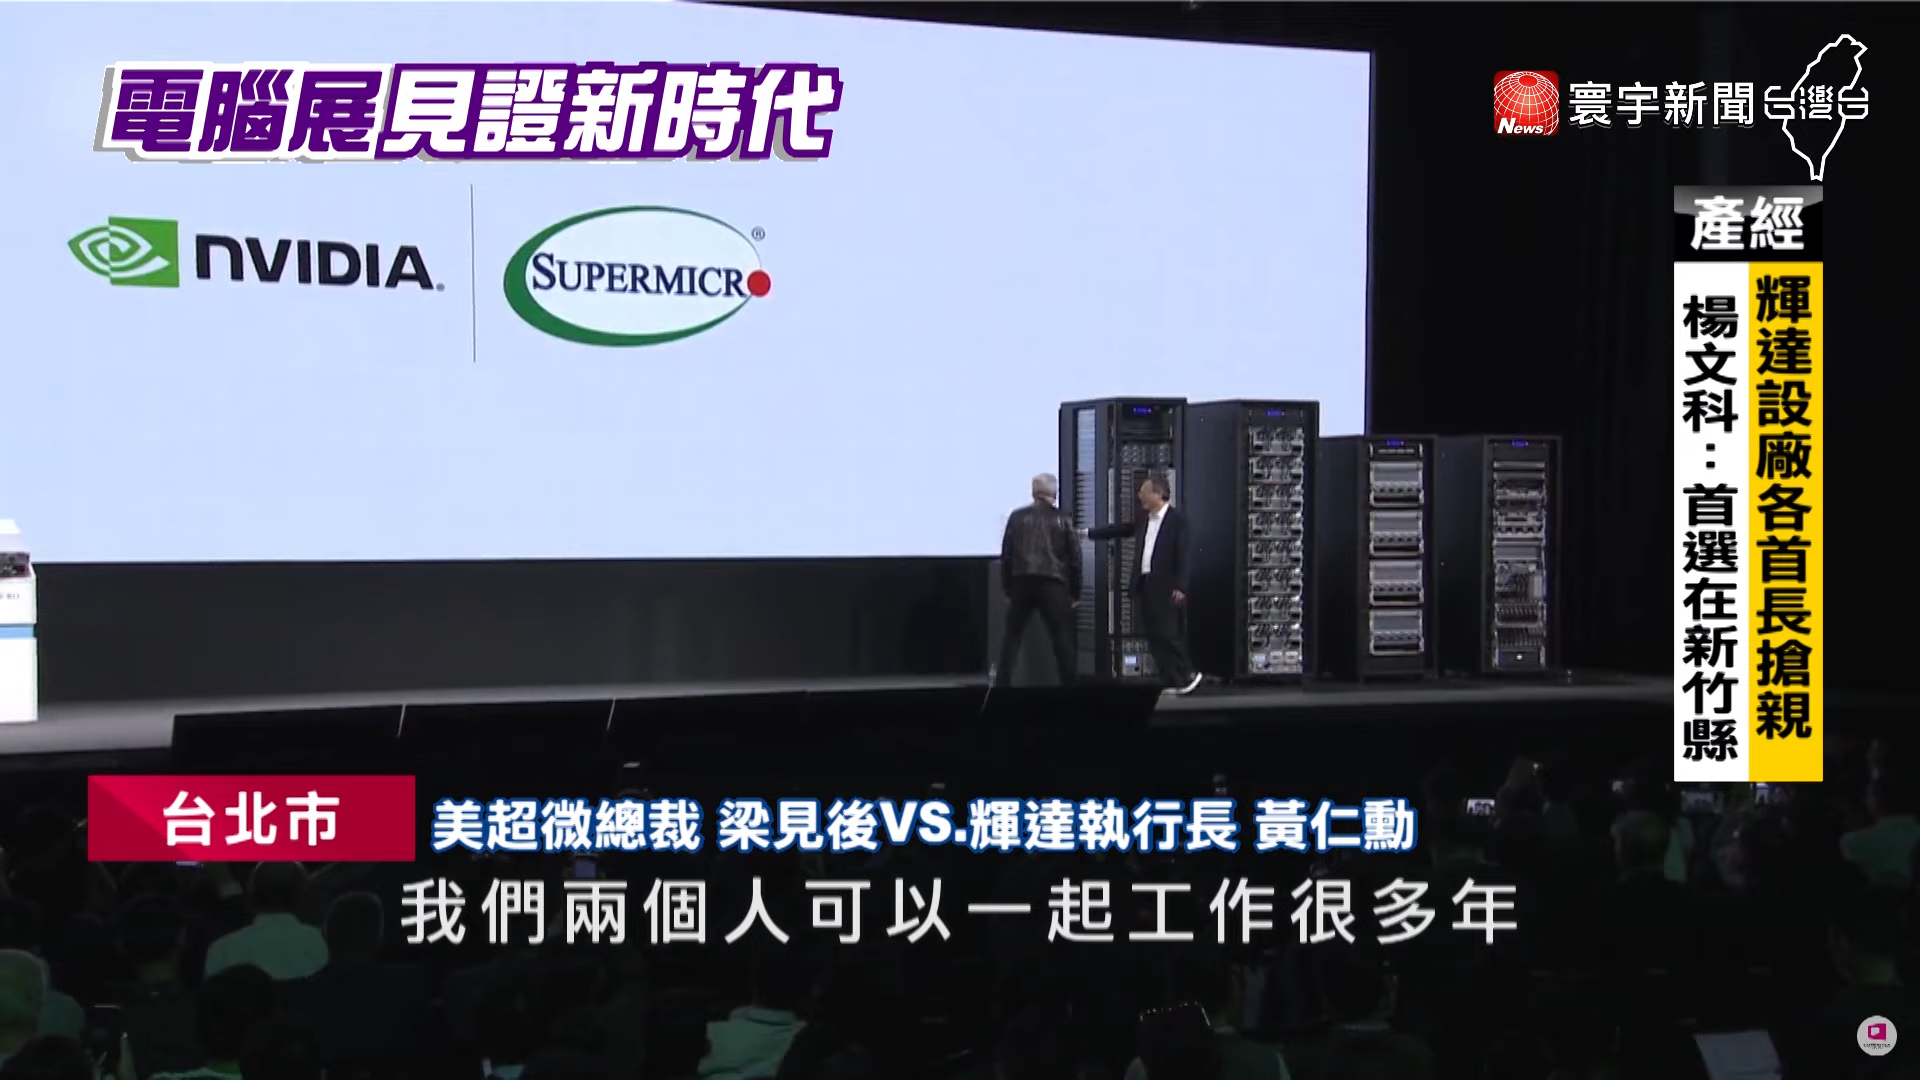 電腦展見證新時代
News
寰宇新聞
台灣台
NVIDIA
SUPERMICRO
®
產經
輝達設廠各首長搶親
楊文科：首選在新竹縣
台北市
美超微總裁 梁見後VS.輝達執行長 黃仁勳
我們兩個人可以一起工作很多年